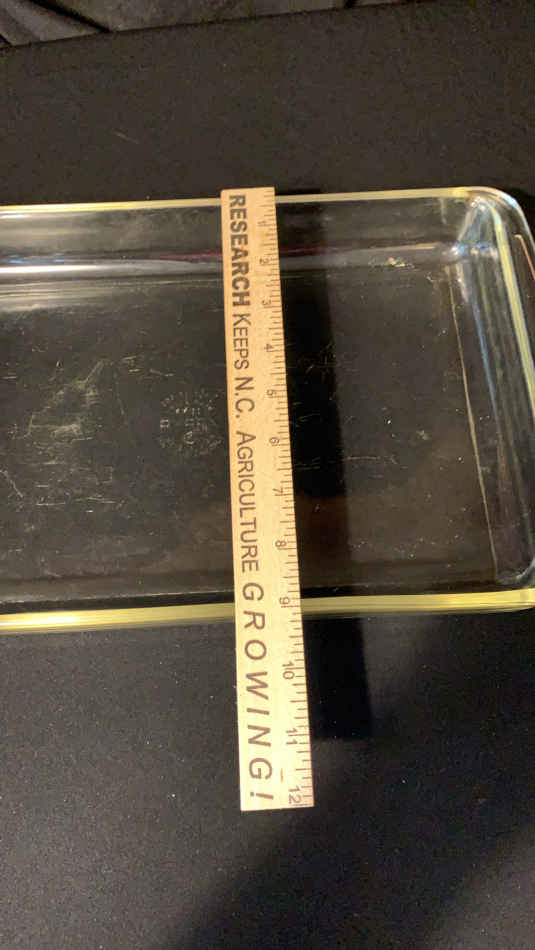 RESEARCH KEEPS N.C. AGRICULTURE GROWING!
1 2 3 4 5 6 7 8 9 10 11 12